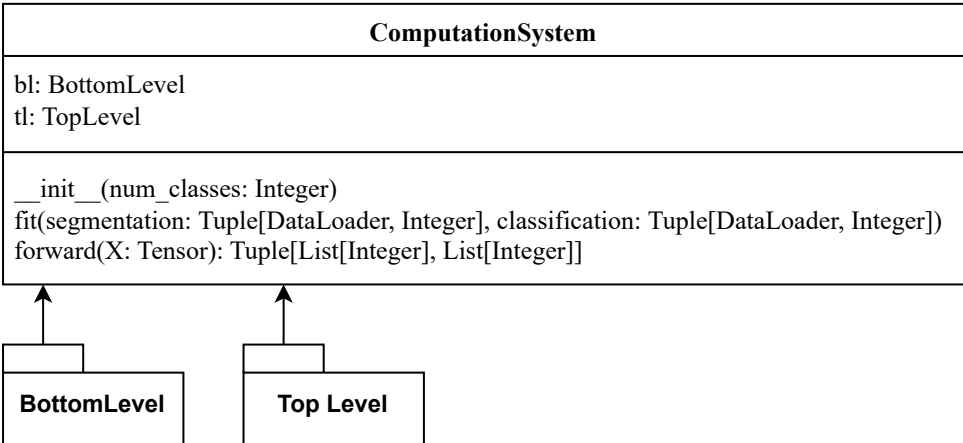 ComputationSystem
bl: BottomLevel
tl: TopLevel
__init__(num_classes: Integer)
fit(segmentation: Tuple[DataLoader, Integer], classification: Tuple[DataLoader, Integer])
forward(X: Tensor): Tuple[List[Integer], List[Integer]]
BottomLevel
Top Level